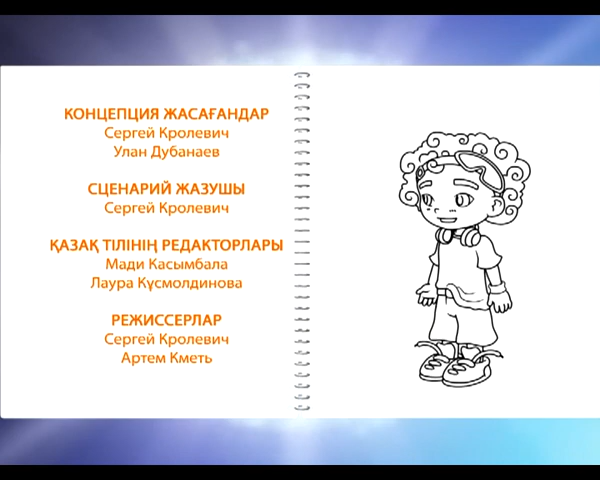 КОНЦЕПЦИЯ ЖАСАҒАНДАР
Сергей Кролевич
Улан Дубанаев
СЦЕНАРИЙ ЖАЗУШЫ
Сергей Кролевич
ҚАЗАҚ ТІЛІНІҢ РЕДАКТОРЛАРЫ
Мади Касымбала
Лаура Күсмолдинова
РЕЖИССЕРЛАР
Сергей Кролевич
Артем Кметь